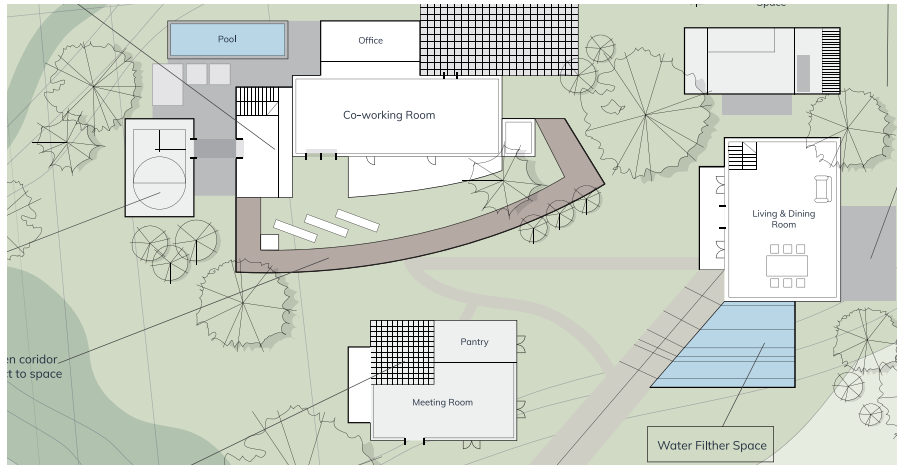 Space
Pool
Office
Co-working Room
Living & Dining
Room
en coridor
ct to space
Pantry
Meeting Room
Water Filther Space